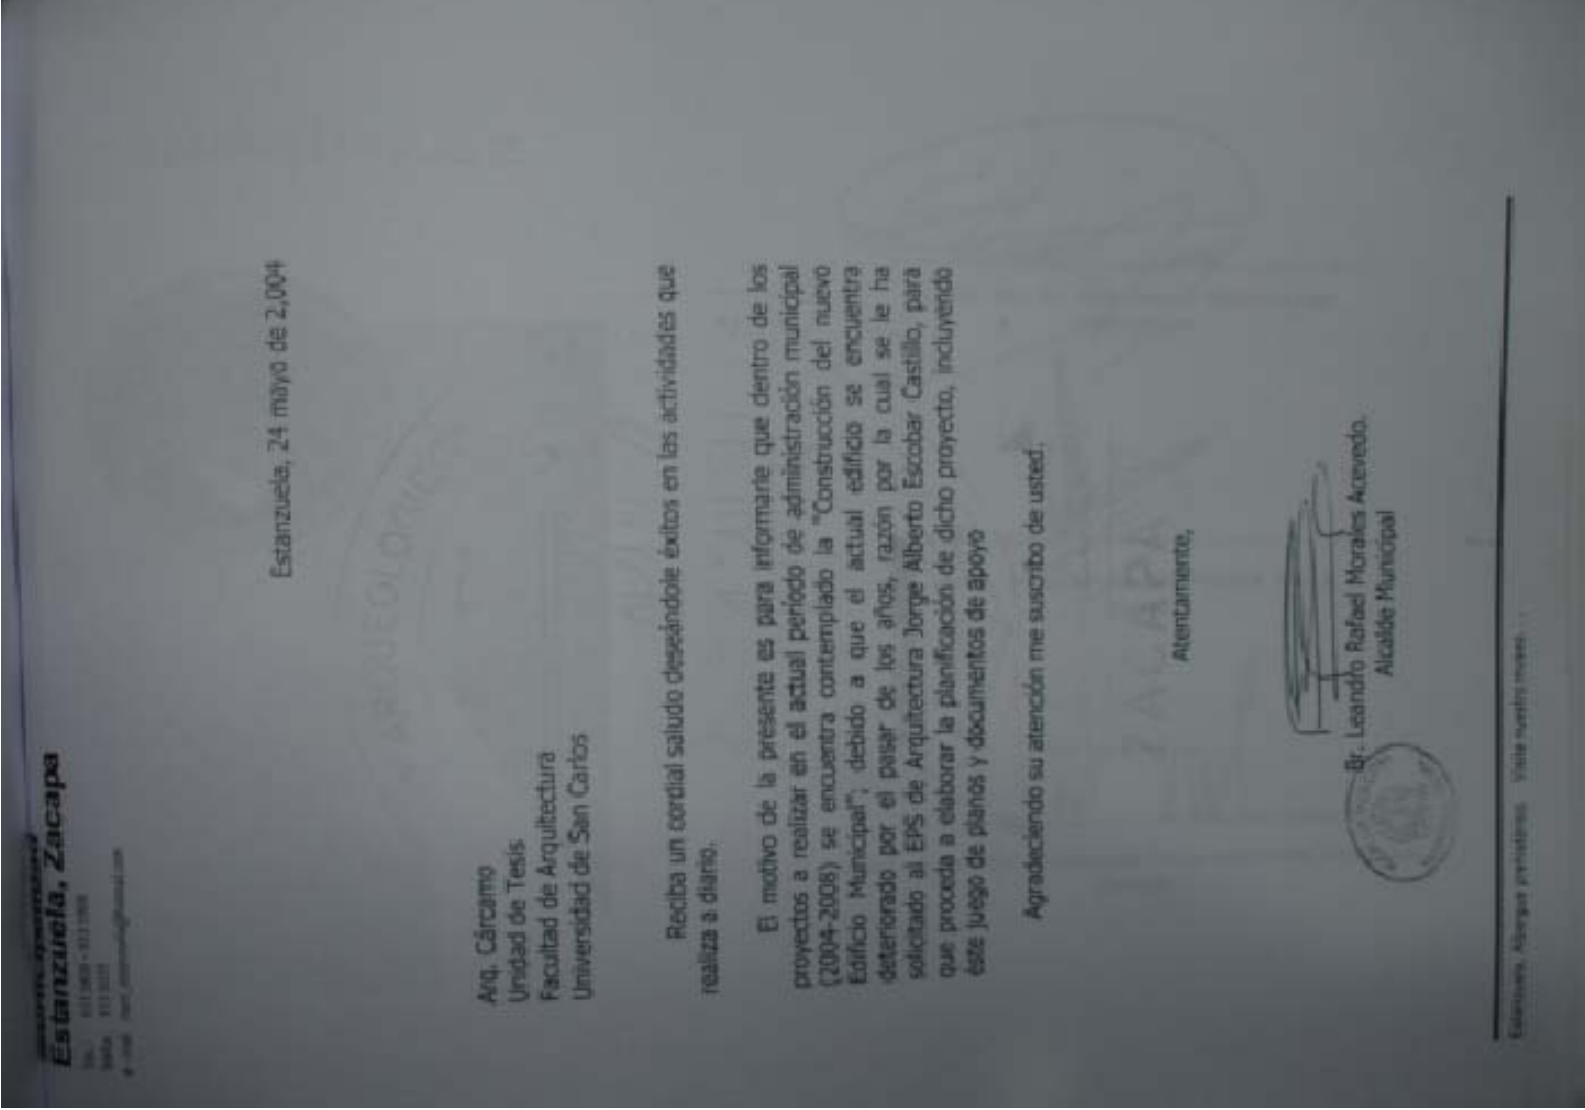 Estanzuela, Zacapa
Estanzuela, 24 mayo de 2,004
Arq. Cárcamo
Unidad de Tesis
Facultad de Arquitectura
Universidad de San Carlos
Reciba un cordial saludo deseándole éxitos en las actividades que
realiza a diario.
El motivo de la presente es para informarle que dentro de los
proyectos a realizar en el actual período de administración municipal
(2004-2008) se encuentra contemplado la "Construcción del nuevo
Edificio Municipal"; debido a que el actual edificio se encuentra
deteriorado por el pasar de los años, razón por la cual se le ha
solicitado al EPS de Arquitectura Jorge Alberto Escobar Castillo, para
que proceda a elaborar la planificación de dicho proyecto, incluyendo
éste juego de planos y documentos de apoyo
Agradeciendo su atención me suscribo de usted.
Atentamente,
Br. Leandro Rafael Morales Acevedo.
Alcalde Municipal
ARQUEOLOGICO
ZACAPA